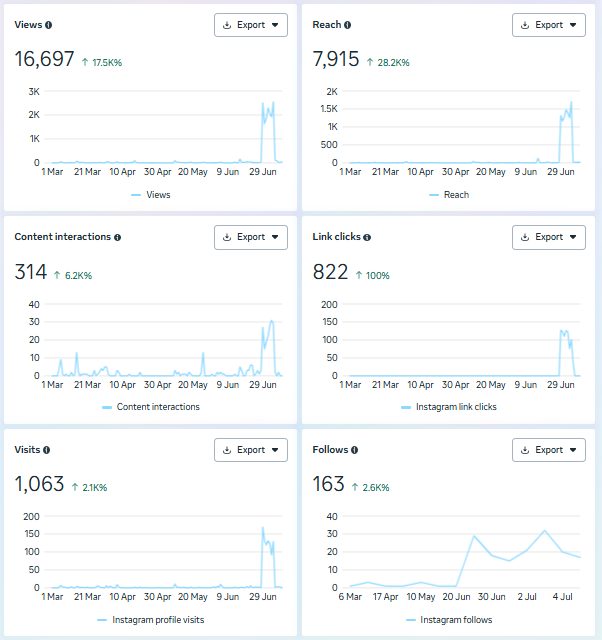 Views
Export
16,697 ↑ 17.5K%
3K
2K
1K
0
1 Mar 21 Mar 10 Apr 30 Apr 20 May 9 Jun 29 Jun
Views
Reach
Export
7,915 ↑ 28.2K%
2K
1.5K
1K
500
0
1 Mar 21 Mar 10 Apr 30 Apr 20 May 9 Jun 29 Jun
Reach
Content interactions
Export
314 ↑ 6.2K%
40
30
20
10
0
1 Mar 21 Mar 10 Apr 30 Apr 20 May 9 Jun 29 Jun
Content interactions
Link clicks
Export
822 ↑ 100%
200
150
100
50
0
1 Mar 21 Mar 10 Apr 30 Apr 20 May 9 Jun 29 Jun
Instagram link clicks
Visits
Export
1,063 ↑ 2.1K%
200
150
100
50
0
1 Mar 21 Mar 10 Apr 30 Apr 20 May 9 Jun 29 Jun
Instagram profile visits
Follows
Export
163 ↑ 2.6K%
40
30
20
10
0
6 Mar 17 Apr 10 May 20 Jun 30 Jun 2 Jul 4 Jul
Instagram follows